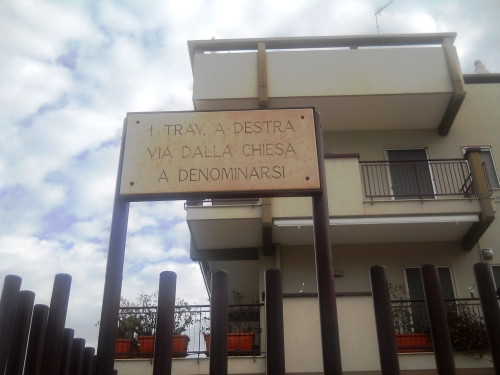 I TRAV. A DESTRA
VIA DALLA CHIESA
A DENOMINARSI